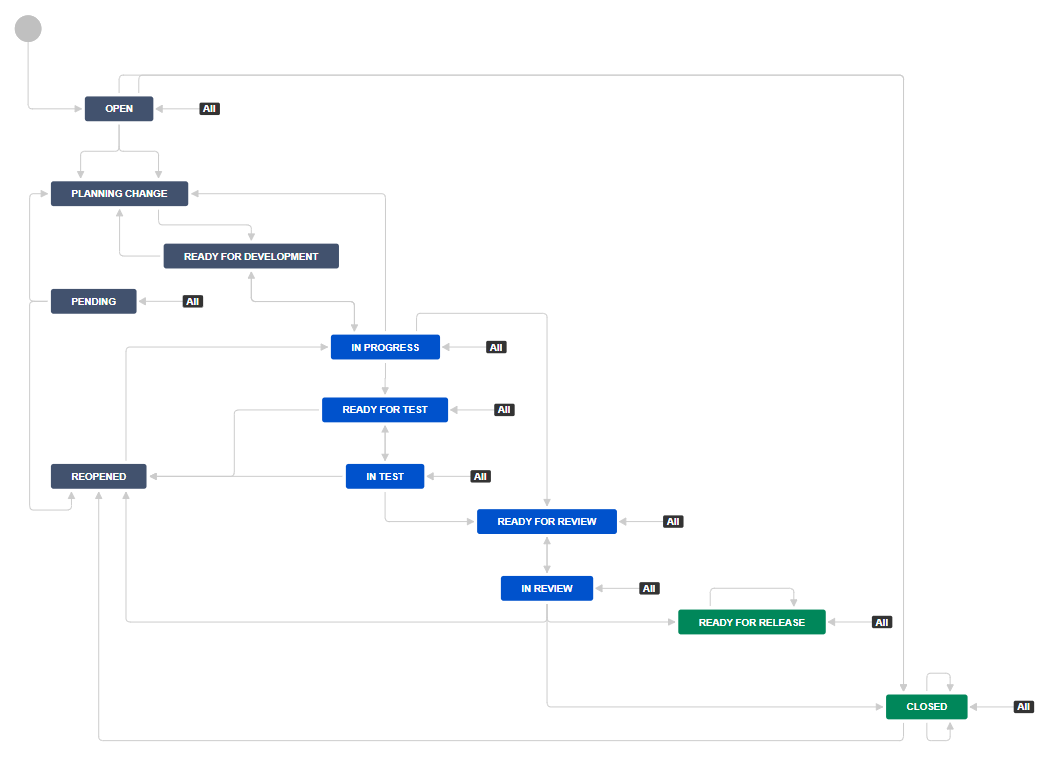 OPEN
All
PLANNING CHANGE
READY FOR DEVELOPMENT
PENDING
All
IN PROGRESS
All
READY FOR TEST
All
REOPENED
IN TEST
All
READY FOR REVIEW
All
IN REVIEW
All
READY FOR RELEASE
All
CLOSED
All